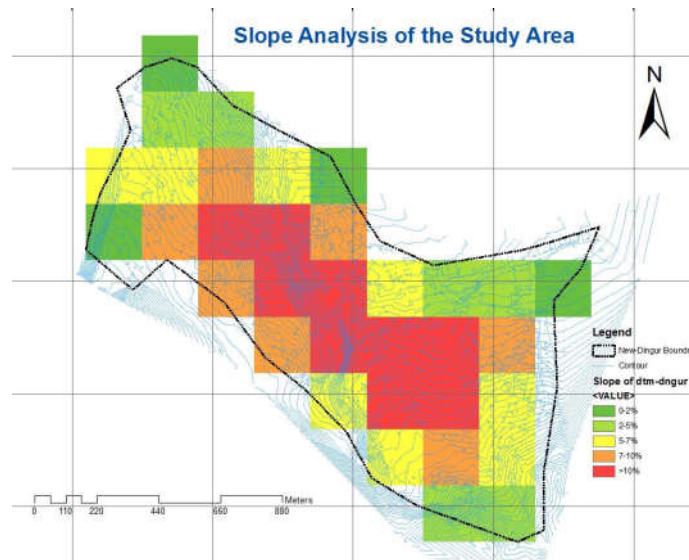 Slope Analysis of the Study Area
N
Legend
New-Dingur Bounds
Contour
Slope of dtm-dngur
<VALUE>
0-2%
2-5%
5-7%
7-10%
>10%
Meters
0 110 220 440 660 880